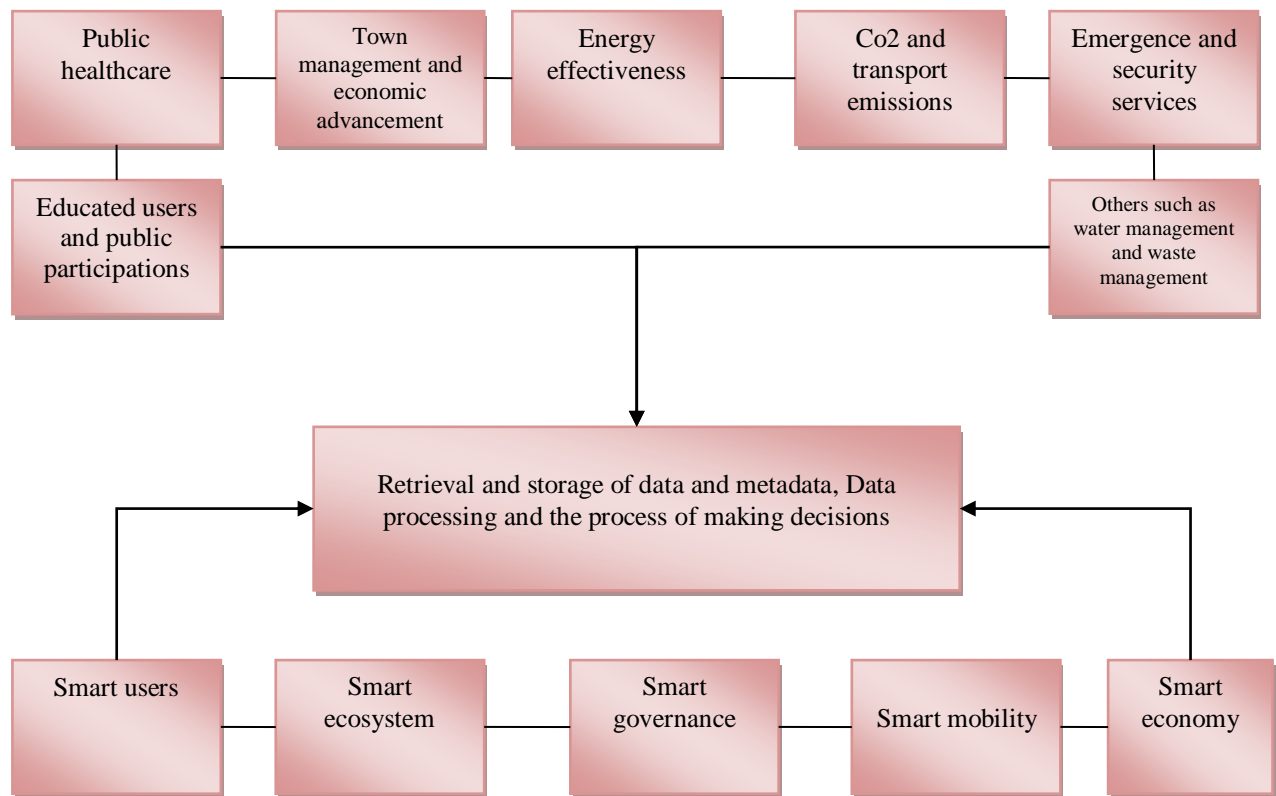 Public
healthcare
Town
management and
economic
advancement
Energy
effectiveness
Co2 and
transport
emissions
Emergence and
security
services
Educated users
and public
participations
Others such as
water management
and waste
management
Retrieval and storage of data and metadata, Data
processing and the process of making decisions
Smart users
Smart
ecosystem
Smart
governance
Smart mobility
Smart
economy